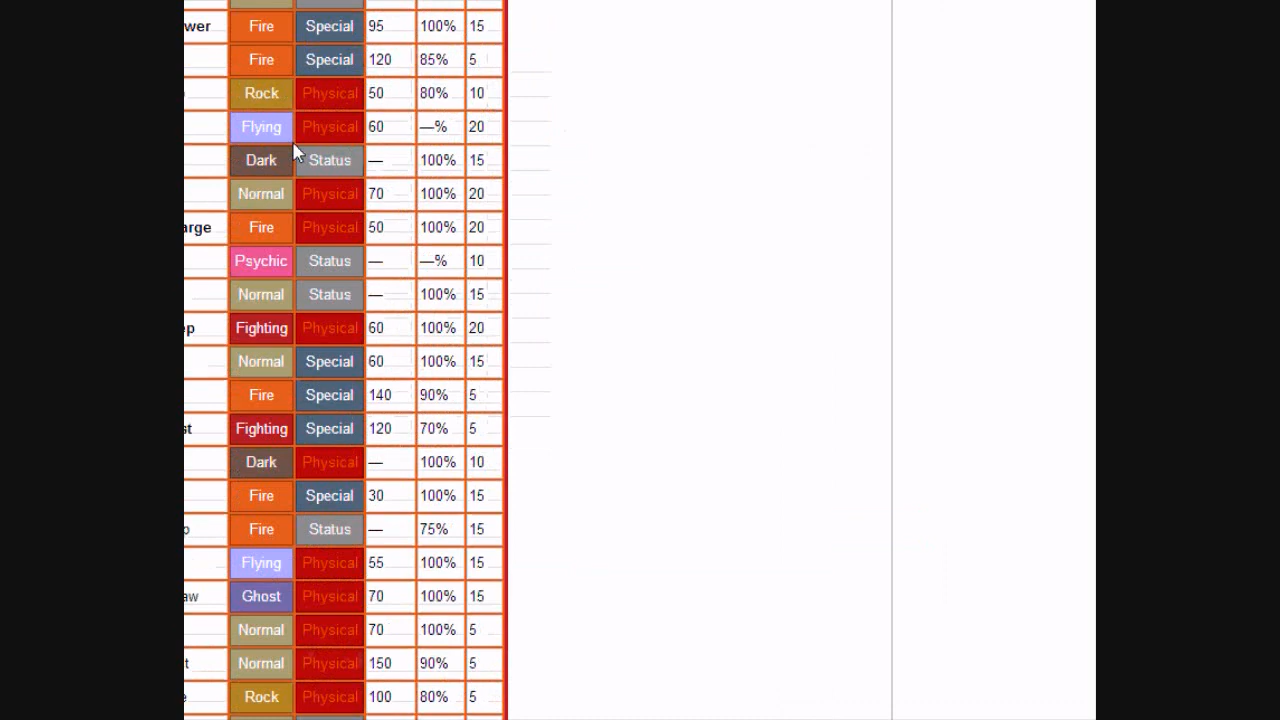 wer Fire Special 95 100% 15
Fire Special 120 85% 5
Rock Physical 50 80% 10
Flying Physical 60 —% 20
Dark Status — 100% 15
Normal Physical 70 100% 20
arge Fire Physical 50 100% 20
Psychic Status — —% 10
Normal Status — 100% 15
ep Fighting Physical 60 100% 20
Normal Special 60 100% 15
Fire Special 140 90% 5
st Fighting Special 120 70% 5
Dark Physical — 100% 10
Fire Special 30 100% 15
p Fire Status — 75% 15
Flying Physical 55 100% 15
aw Ghost Physical 70 100% 15
Normal Physical 70 100% 5
t Normal Physical 150 90% 5
e Rock Physical 100 80% 5